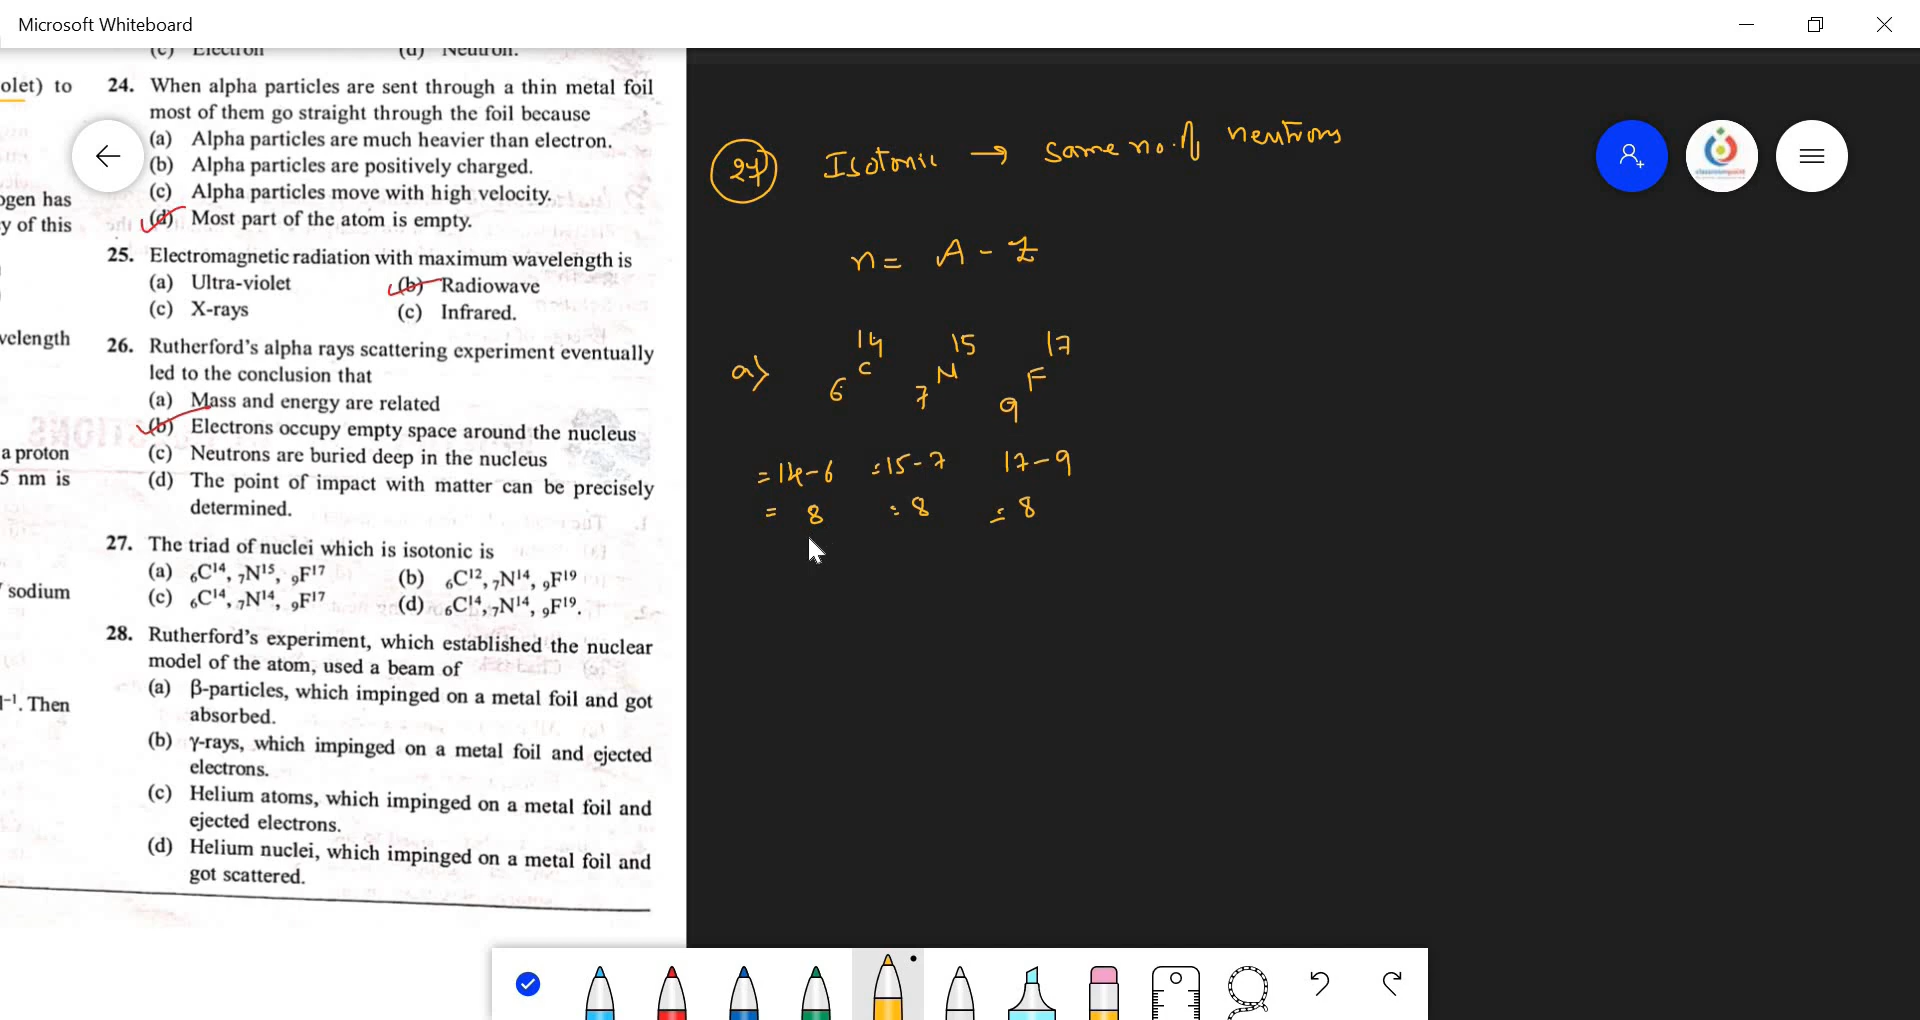 Microsoft Whiteboard
(c) Electron (d) Neutron.
olet) to
24. When alpha particles are sent through a thin metal foil
most of them go straight through the foil because
(a) Alpha particles are much heavier than electron.
(b) Alpha particles are positively charged.
ogen has
(c) Alpha particles move with high velocity.
y of this
(d) Most part of the atom is empty.
25. Electromagnetic radiation with maximum wavelength is
(a) Ultra-violet (b) Radiowave
(c) X-rays (c) Infrared.
velength
26. Rutherford's alpha rays scattering experiment eventually
led to the conclusion that
(a) Mass and energy are related
(b) Electrons occupy empty space around the nucleus
a proton
(c) Neutrons are buried deep in the nucleus
5 nm is
(d) The point of impact with matter can be precisely
determined.
27. The triad of nuclei which is isotonic is
(a) ₆C¹⁴, ₇N¹⁵, ₉F¹⁷ (b) ₆C¹², ₇N¹⁴, ₉F¹⁹
sodium
(c) ₆C¹⁴, ₇N¹⁴, ₉F¹⁷ (d) ₆C¹⁴, ₇N¹⁴, ₉F¹⁹.
28. Rutherford's experiment, which established the nuclear
model of the atom, used a beam of
(a) β-particles, which impinged on a metal foil and got
l⁻¹. Then
absorbed.
(b) γ-rays, which impinged on a metal foil and ejected
electrons.
(c) Helium atoms, which impinged on a metal foil and
ejected electrons.
(d) Helium nuclei, which impinged on a metal foil and
got scattered.
27 Isotonic → same no. of neutrons
n = A - Z
a) ₆C¹⁴ ₇N¹⁵ ₉F¹⁷
= 14-6 = 15-7 17-9
= 8 = 8 = 8